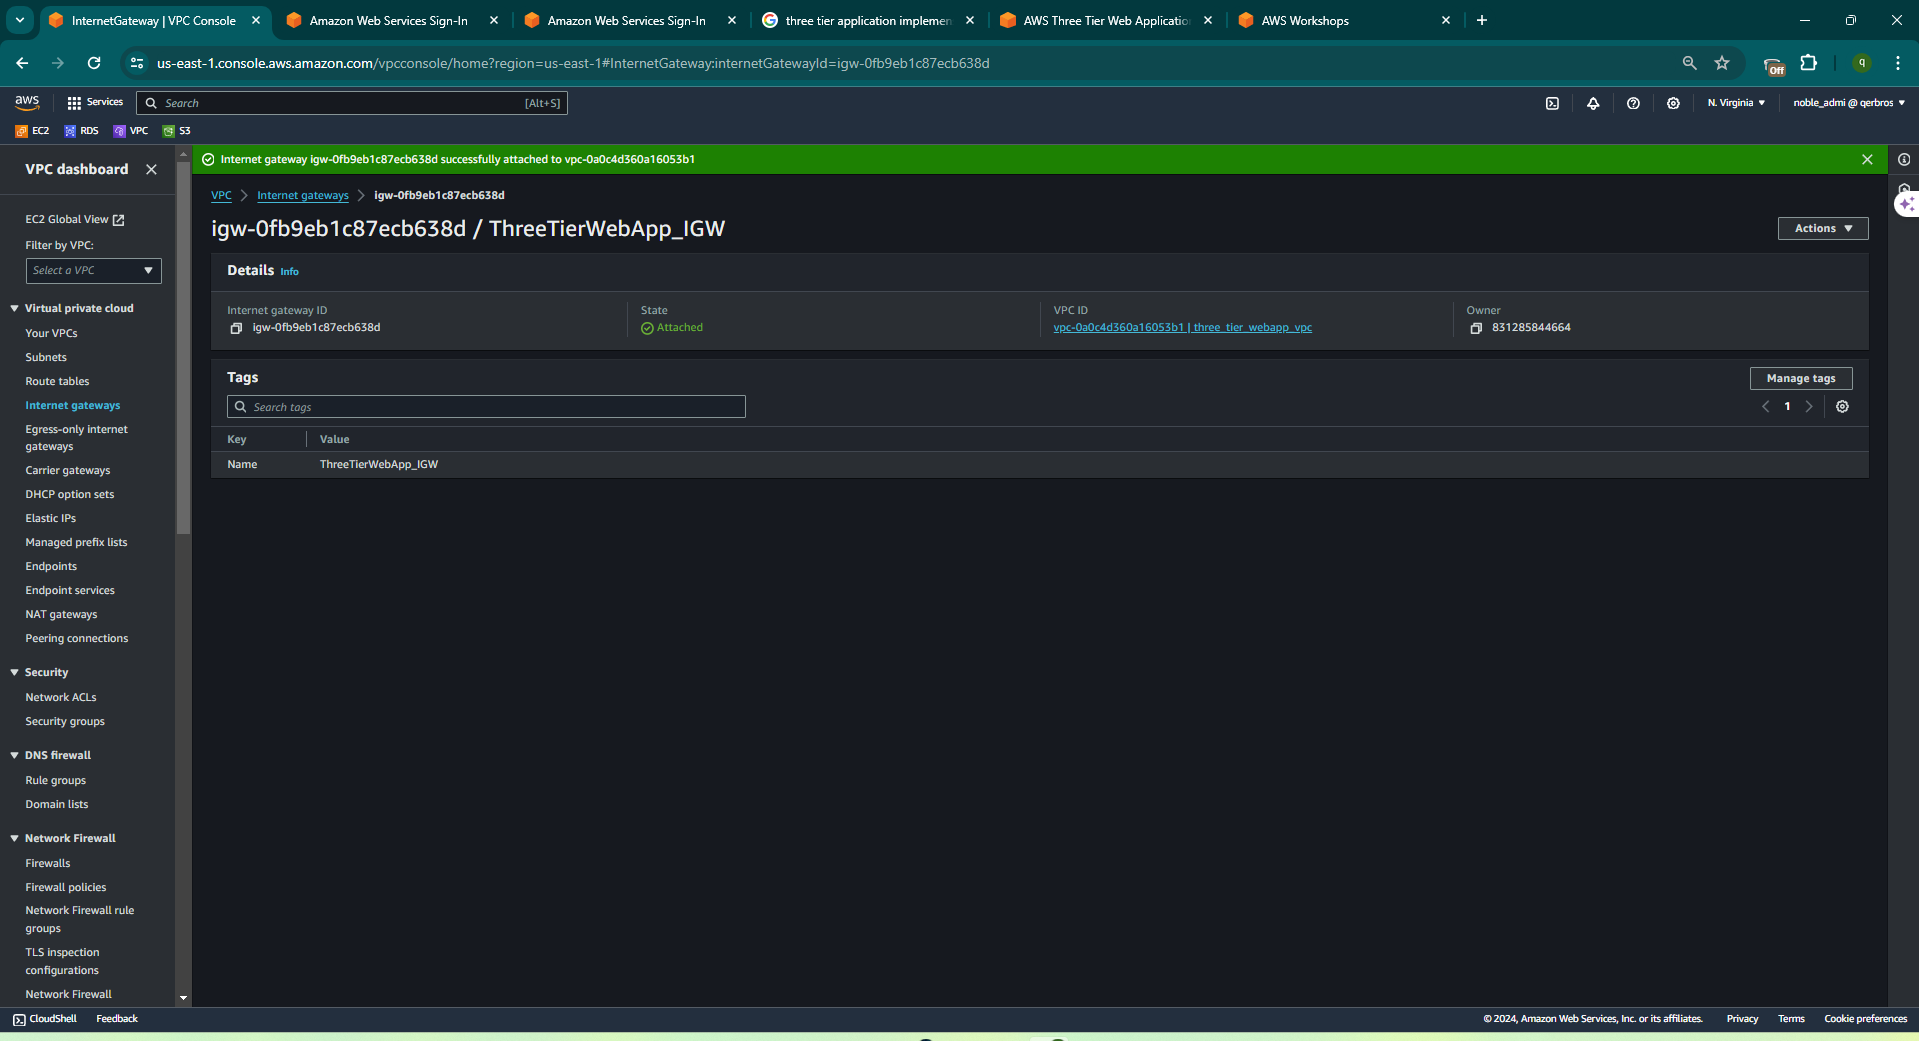 InternetGateway | VPC Console
Amazon Web Services Sign-In
Amazon Web Services Sign-In
three tier application implemen
AWS Three Tier Web Applicatio
AWS Workshops
us-east-1.console.aws.amazon.com/vpcconsole/home?region=us-east-1#InternetGateway:internetGatewayId=igw-0fb9eb1c87ecb638d
Off
q
aws
Services
Search
[Alt+S]
N. Virginia
noble_admi @ qerbros
EC2
RDS
VPC
S3
VPC dashboard
EC2 Global View
Filter by VPC:
Select a VPC
Virtual private cloud
Your VPCs
Subnets
Route tables
Internet gateways
Egress-only internet
gateways
Carrier gateways
DHCP option sets
Elastic IPs
Managed prefix lists
Endpoints
Endpoint services
NAT gateways
Peering connections
Security
Network ACLs
Security groups
DNS firewall
Rule groups
Domain lists
Network Firewall
Firewalls
Firewall policies
Network Firewall rule
groups
TLS inspection
configurations
Network Firewall
Internet gateway igw-0fb9eb1c87ecb638d successfully attached to vpc-0a0c4d360a16053b1
VPC
Internet gateways
igw-0fb9eb1c87ecb638d
igw-0fb9eb1c87ecb638d / ThreeTierWebApp_IGW
Actions
Details Info
Internet gateway ID
igw-0fb9eb1c87ecb638d
State
Attached
VPC ID
vpc-0a0c4d360a16053b1 | three_tier_webapp_vpc
Owner
831285844664
Tags
Manage tags
Search tags
1
Key
Value
Name
ThreeTierWebApp_IGW
CloudShell
Feedback
© 2024, Amazon Web Services, Inc. or its affiliates.
Privacy
Terms
Cookie preferences